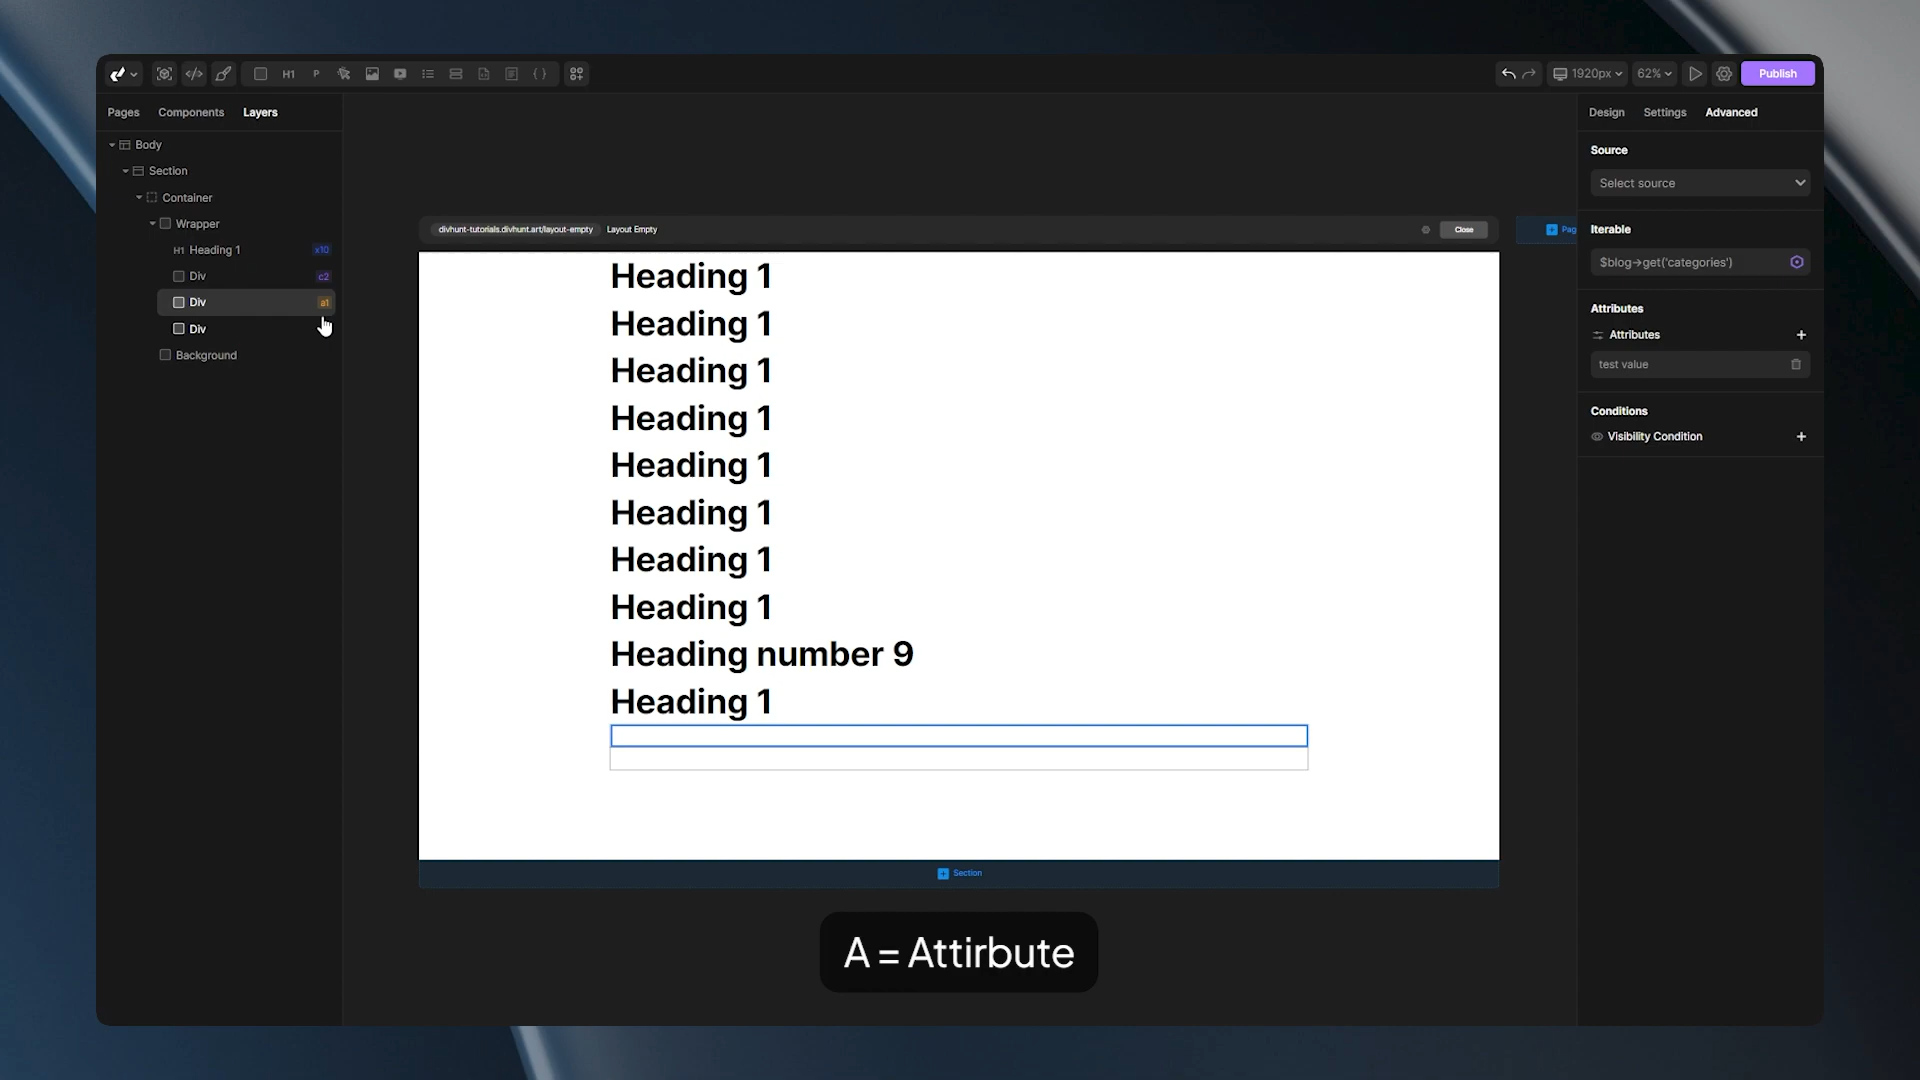 H1
P
1920px
62%
Publish
Pages
Components
Layers
Design
Settings
Advanced
Body
Section
Container
Wrapper
H1 Heading 1 x10
Div c2
Div a1
Div
Background
divhunt-tutorials.divhunt.art/layout-empty
Layout Empty
Close
Pag
Heading 1
Heading 1
Heading 1
Heading 1
Heading 1
Heading 1
Heading 1
Heading 1
Heading number 9
Heading 1
Section
Source
Select source
Iterable
$blog->get('categories')
Attributes
Attributes
test value
Conditions
Visibility Condition
A = Attirbute